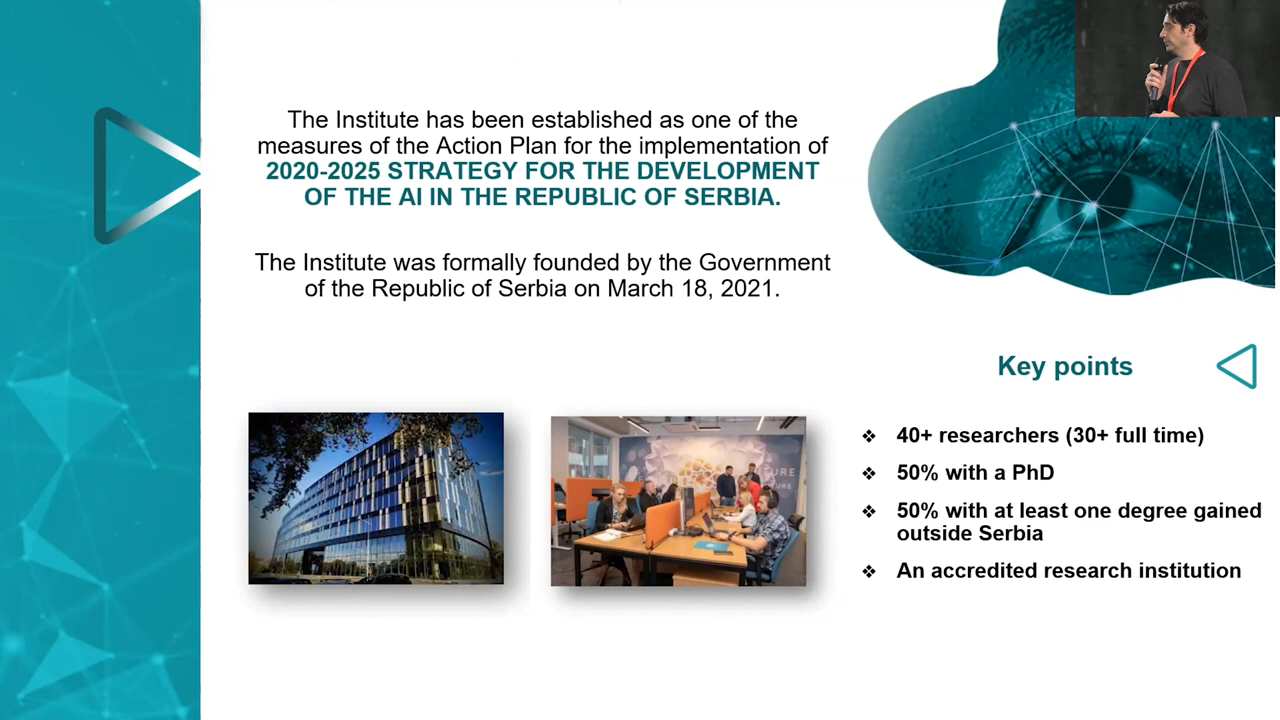 The Institute has been established as one of the
measures of the Action Plan for the implementation of
2020-2025 STRATEGY FOR THE DEVELOPMENT
OF THE AI IN THE REPUBLIC OF SERBIA.
The Institute was formally founded by the Government
of the Republic of Serbia on March 18, 2021.
Key points
❖ 40+ researchers (30+ full time)
❖ 50% with a PhD
❖ 50% with at least one degree gained
outside Serbia
❖ An accredited research institution